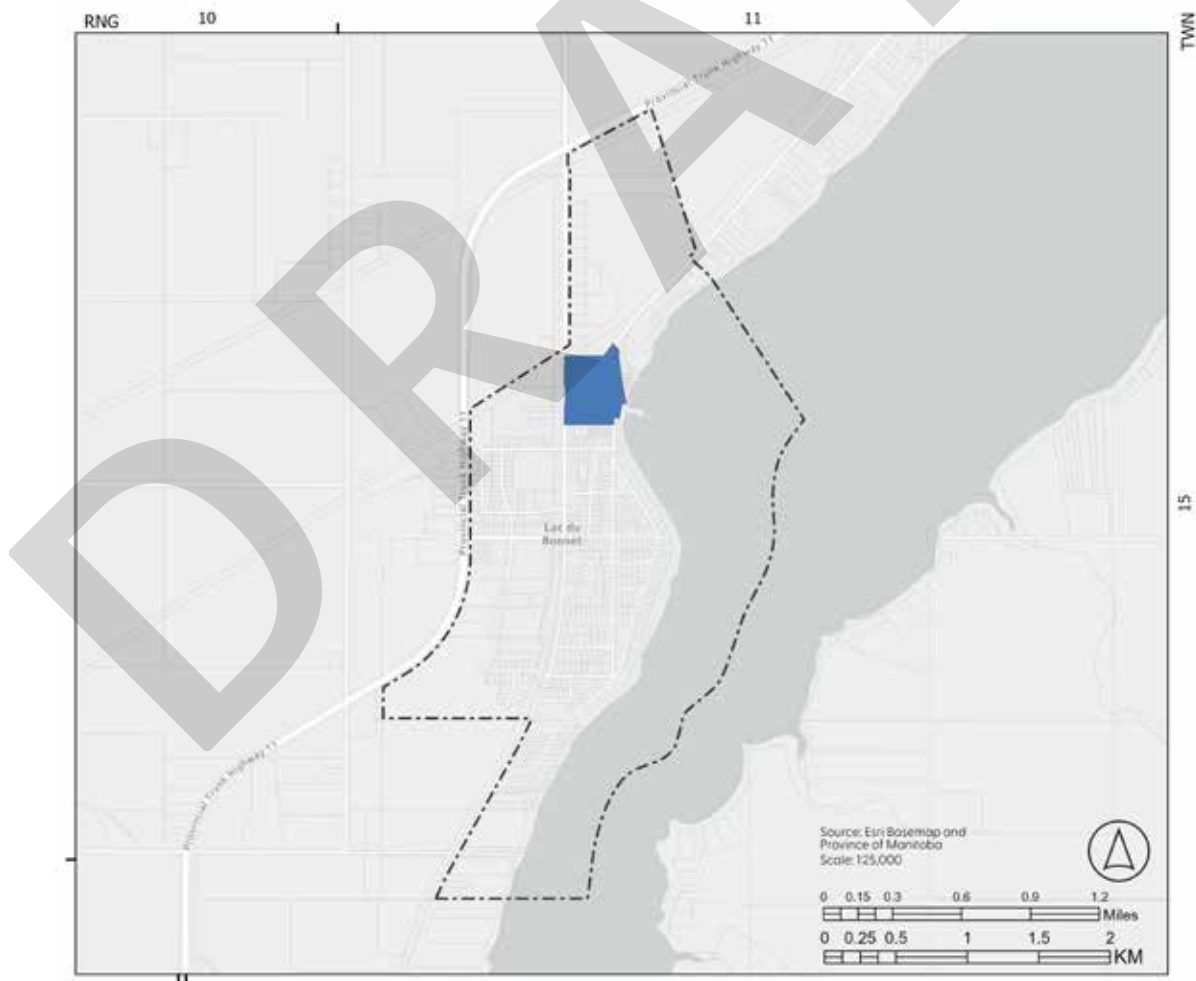 RNG 10 11
TWN
Provincial Trunk Highway 11
DRA
Provincial Trunk Highway 11
15
Lac du
Bonnet
Provincial Trunk Highway 11
Source: Esri Basemap and
Province of Manitoba
Scale: 1:25,000
0 0.15 0.3 0.6 0.9 1.2
Miles
0 0.25 0.5 1 1.5 2
KM